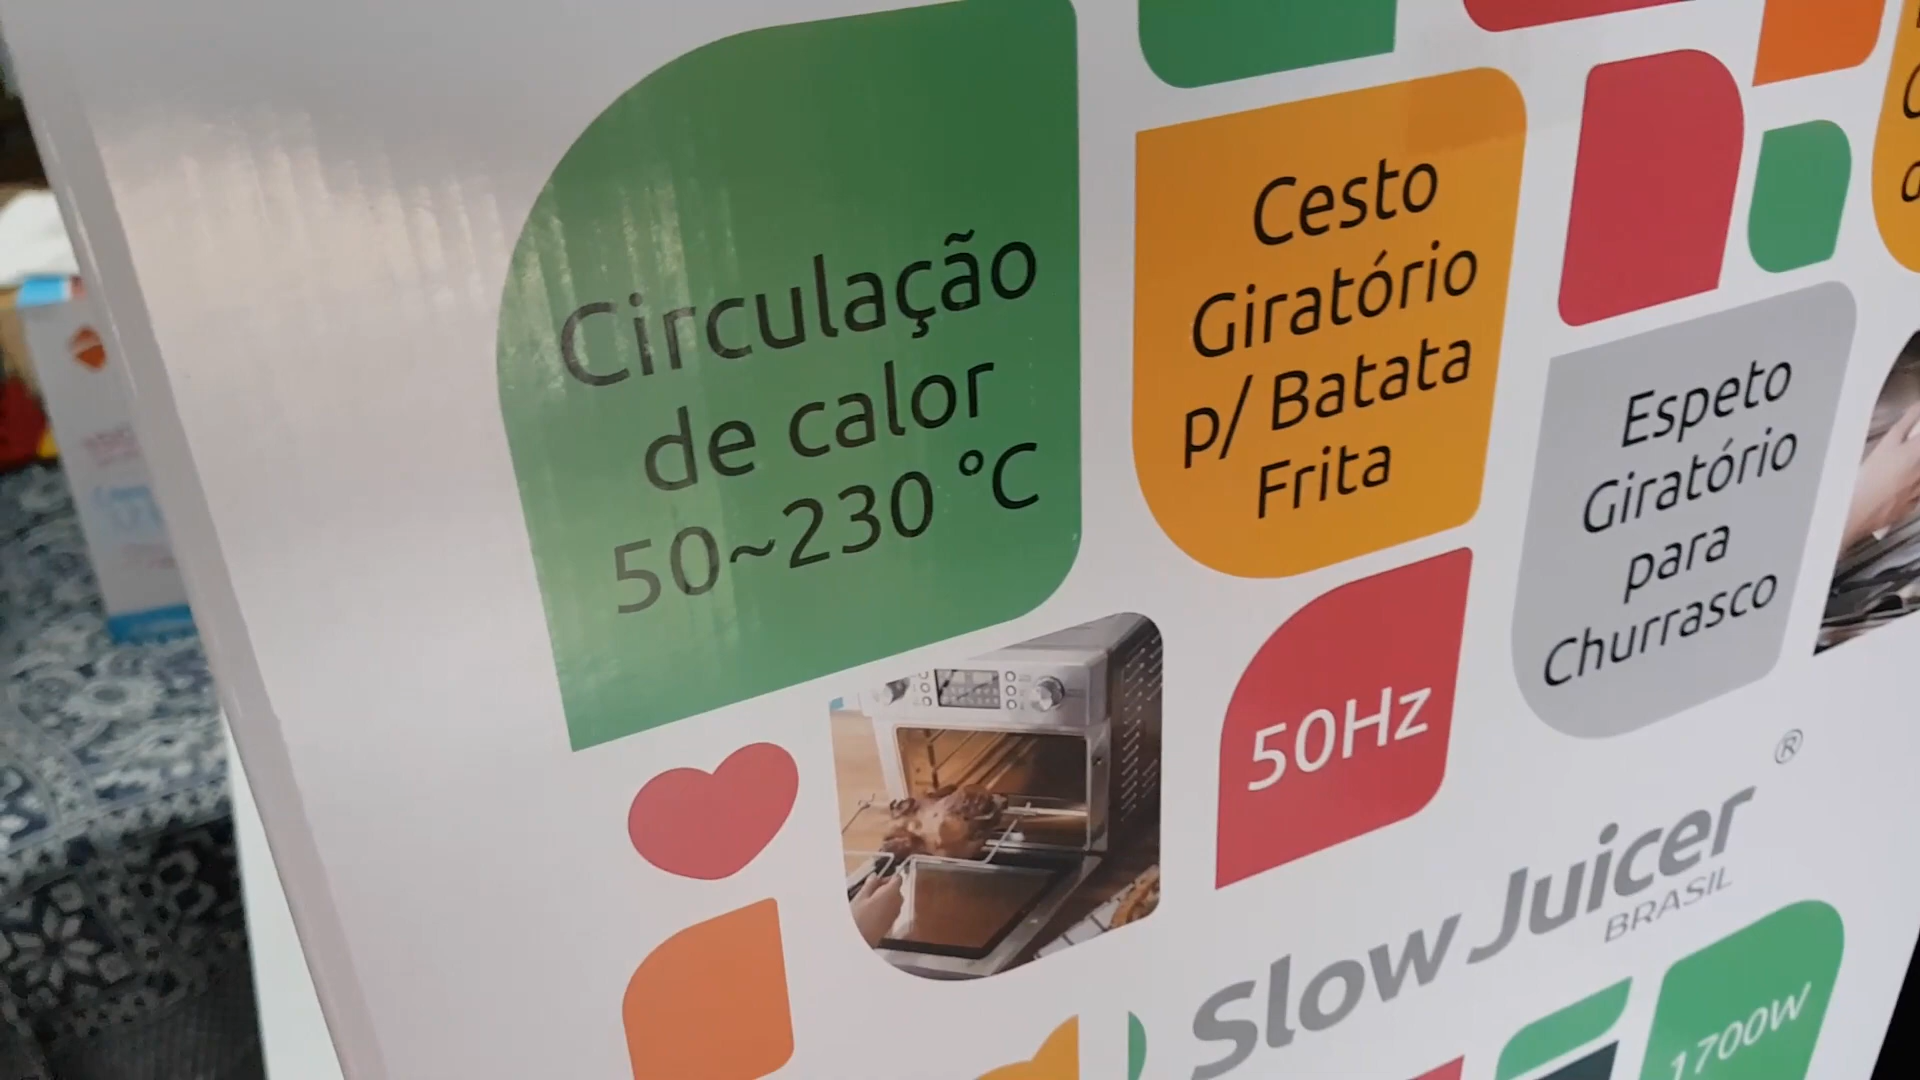 Circulação
de calor
50~230 °C
Cesto
Giratório
p/ Batata
Frita
Espeto
Giratório
para
Churrasco
50Hz
Slow Juicer ®
BRASIL
1700W